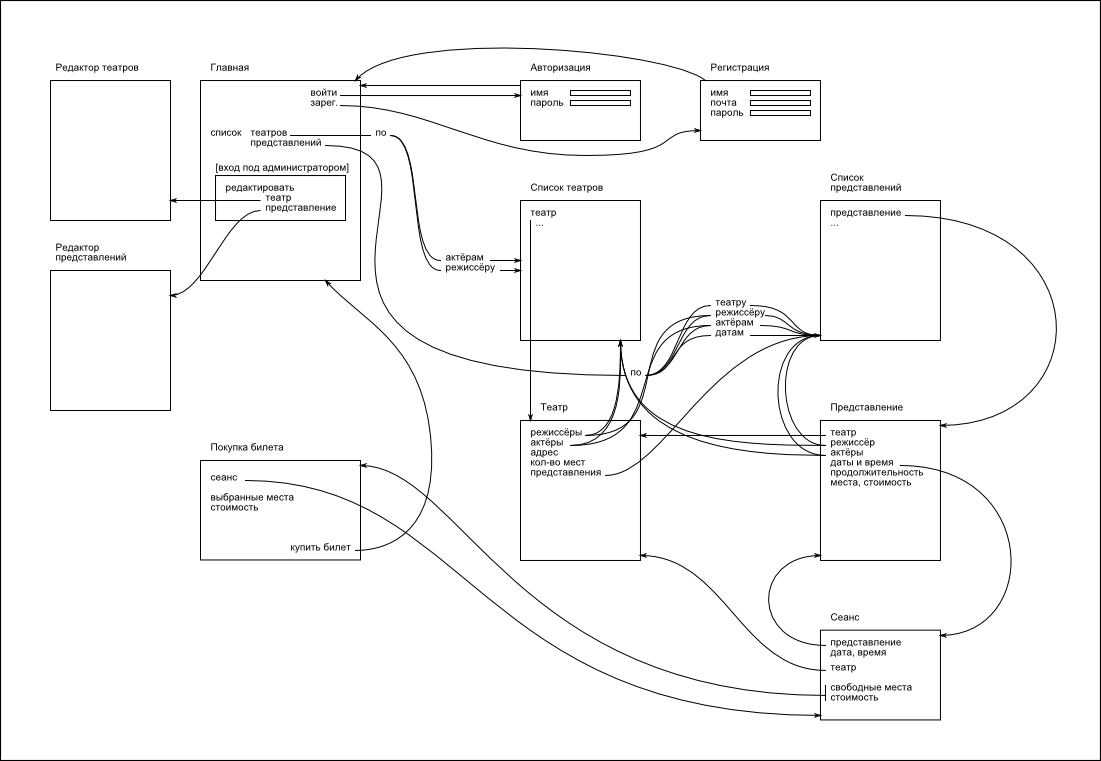 Редактор театров
Главная
войти
зарег.
список театров по
представлений
[вход под администратором]
редактировать
театр
представление
Авторизация
имя
пароль
Регистрация
имя
почта
пароль
Редактор
представлений
актёрам
режиссёру
Список театров
театр
...
Список
представлений
представление
...
театру
режиссёру
актёрам
датам
по
Театр
режиссёры
актёры
адрес
кол-во мест
представления
Представление
театр
режиссёр
актёры
даты и время
продолжительность
места, стоимость
Покупка билета
сеанс
выбранные места
стоимость
купить билет
Сеанс
представление
дата, время
театр
свободные места
стоимость